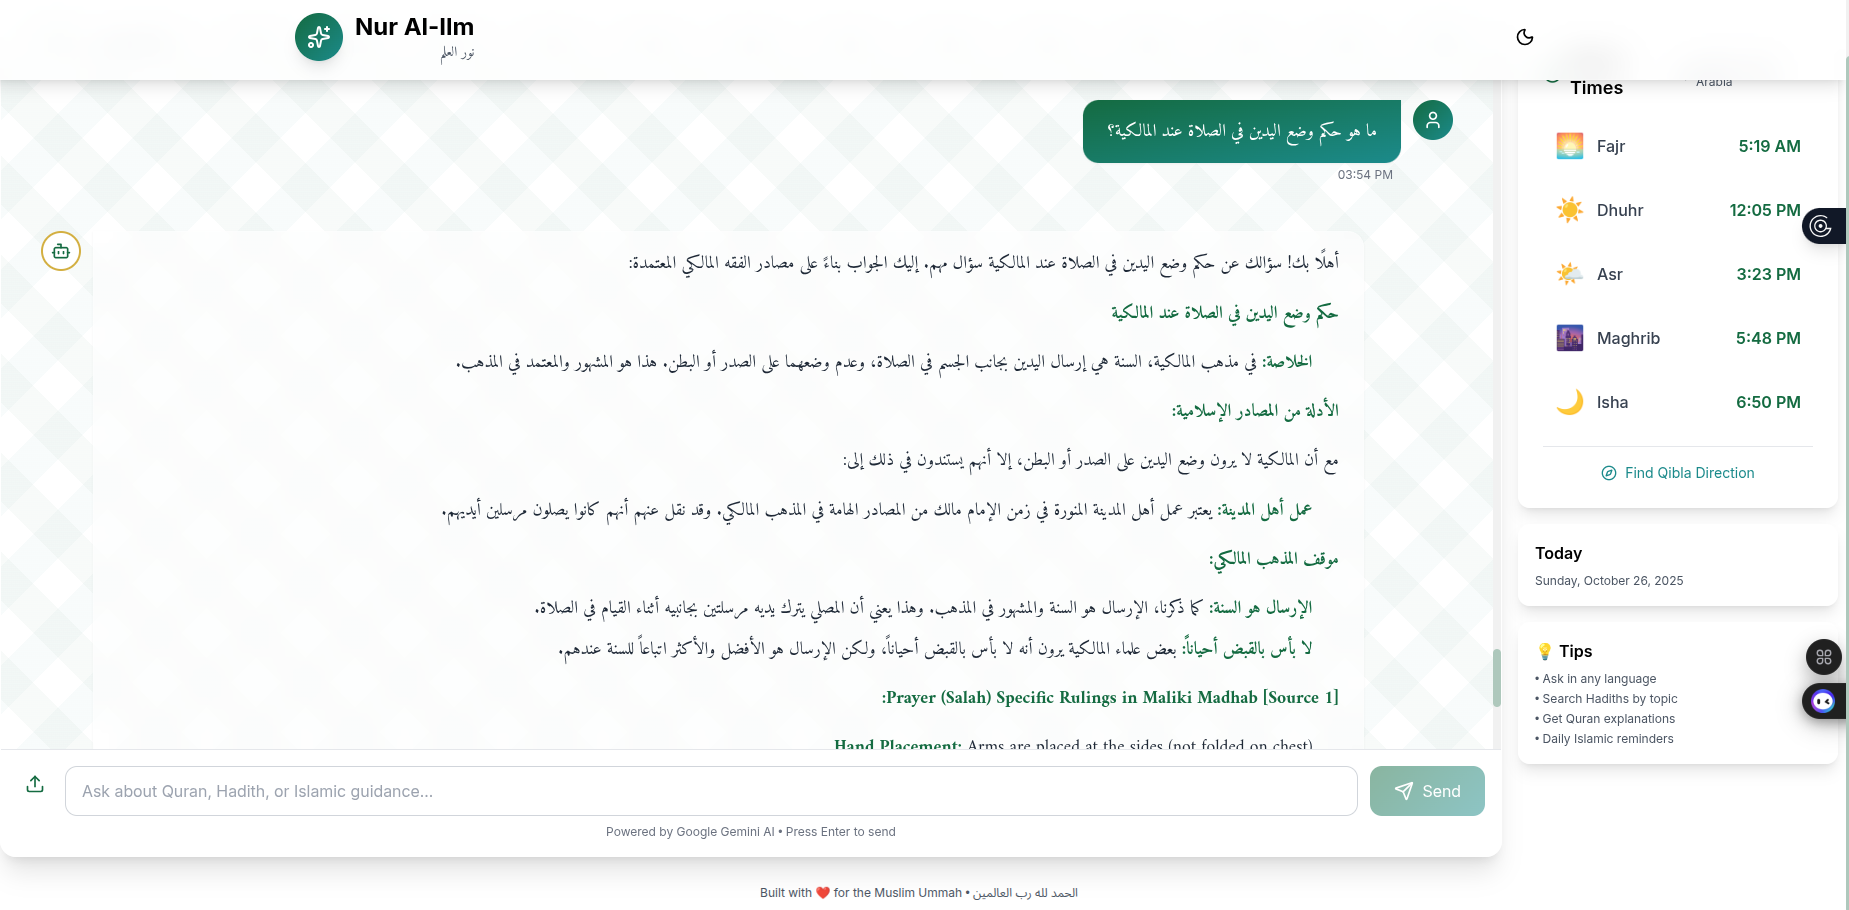 Nur Al-Ilm
نور العلم
Times
Arabia
ما هو حكم وضع اليدين في الصلاة عند المالكية؟
03:54 PM
أهلًا بك! سؤالك عن حكم وضع اليدين في الصلاة عند المالكية سؤال مهم. إليك الجواب بناءً على مصادر الفقه المالكي المعتمدة:
حكم وضع اليدين في الصلاة عند المالكية
الخلاصة: في مذهب المالكية، السنة هي إرسال اليدين بجانب الجسم في الصلاة، وعدم وضعهما على الصدر أو البطن. هذا هو المشهور والمعتمد في المذهب.
الأدلة من المصادر الإسلامية:
مع أن المالكية لا يرون وضع اليدين على الصدر أو البطن، إلا أنهم يستندون في ذلك إلى:
عمل أهل المدينة: يعتبر عمل أهل المدينة المنورة في زمن الإمام مالك من المصادر الهامة في المذهب المالكي. وقد نقل عنهم أنهم كانوا يصلون مرسلين أيديهم.
موقف المذهب المالكي:
الإرسال هو السنة: كما ذكرنا، الإرسال هو السنة والمشهور في المذهب. وهذا يعني أن المصلي يترك يديه مرسلتين بجانبيه أثناء القيام في الصلاة.
لا بأس بالقبض أحياناً: بعض علماء المالكية يرون أنه لا بأس بالقبض أحياناً، ولكن الإرسال هو الأفضل والأكثر اتباعاً للسنة عندهم.
Prayer (Salah) Specific Rulings in Maliki Madhab [Source 1]:
Hand Placement: Arms are placed at the sides (not folded on chest)
Ask about Quran, Hadith, or Islamic guidance...
Send
Powered by Google Gemini AI • Press Enter to send
Fajr 5:19 AM
Dhuhr 12:05 PM
Asr 3:23 PM
Maghrib 5:48 PM
Isha 6:50 PM
Find Qibla Direction
Today
Sunday, October 26, 2025
💡 Tips
• Ask in any language
• Search Hadiths by topic
• Get Quran explanations
• Daily Islamic reminders
Built with ❤️ for the Muslim Ummah • الحمد لله رب العالمين